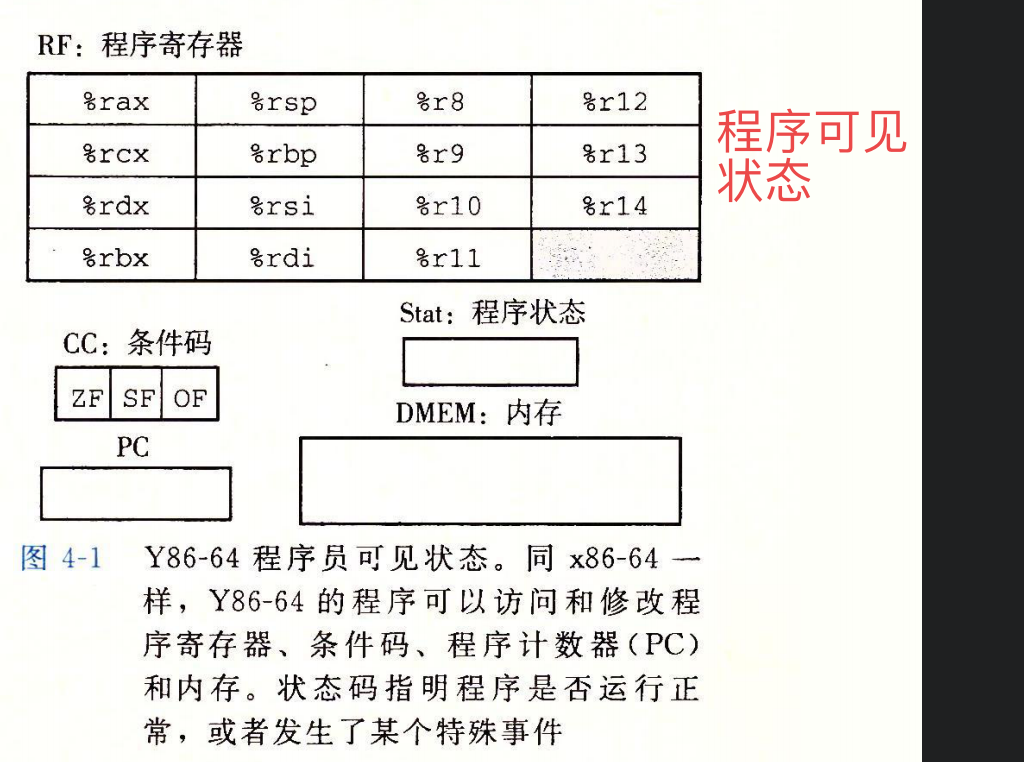 RF：程序寄存器
%rax %rsp %r8 %r12
%rcx %rbp %r9 %r13
%rdx %rsi %r10 %r14
%rbx %rdi %r11
程序可见
状态
Stat：程序状态
CC：条件码
ZF SF OF
DMEM：内存
PC
图 4-1 Y86-64 程序员可见状态。同 x86-64 一
样，Y86-64 的程序可以访问和修改程
序寄存器、条件码、程序计数器(PC)
和内存。状态码指明程序是否运行正
常，或者发生了某个特殊事件